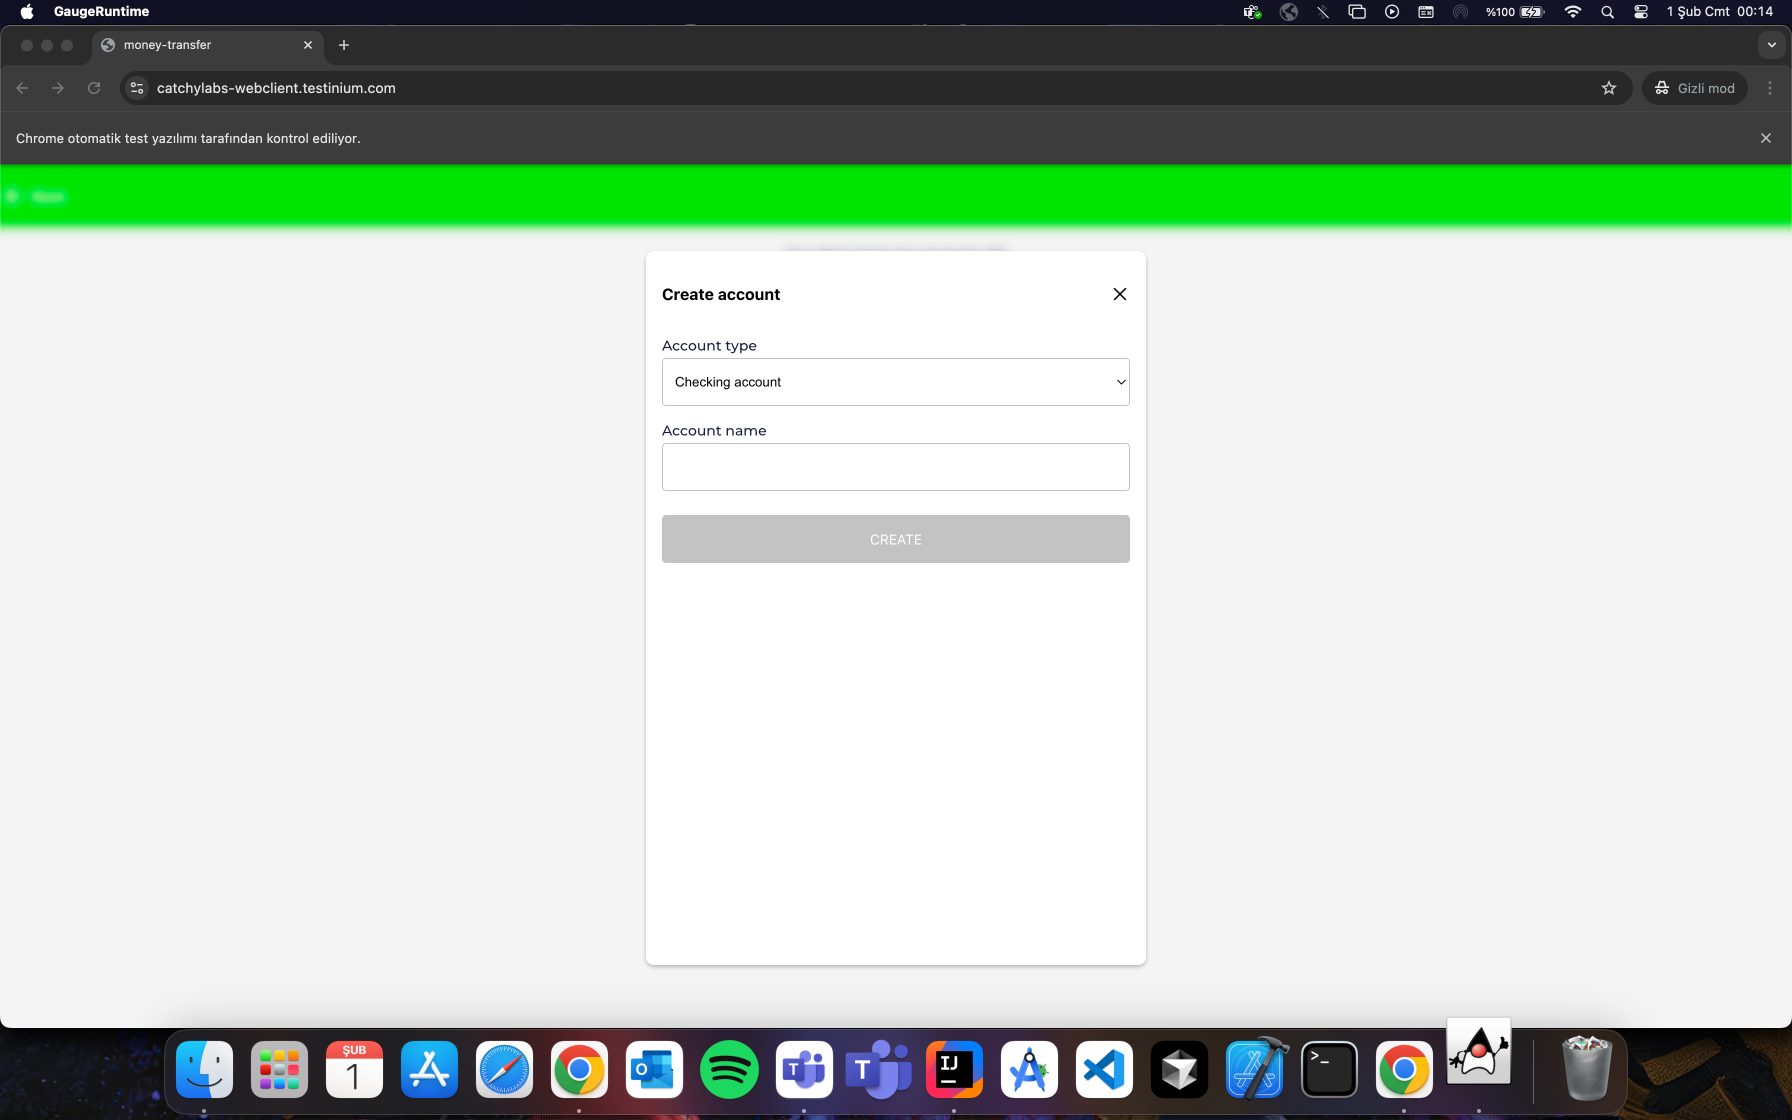 GaugeRuntime
%100
1 Şub Cmt 00:14
money-transfer
catchylabs-webclient.testinium.com
Gizli mod
Chrome otomatik test yazılımı tarafından kontrol ediliyor.
Create account
Account type
Checking account
Account name
CREATE
ŞUB
1
O
T
T
IJ
>_